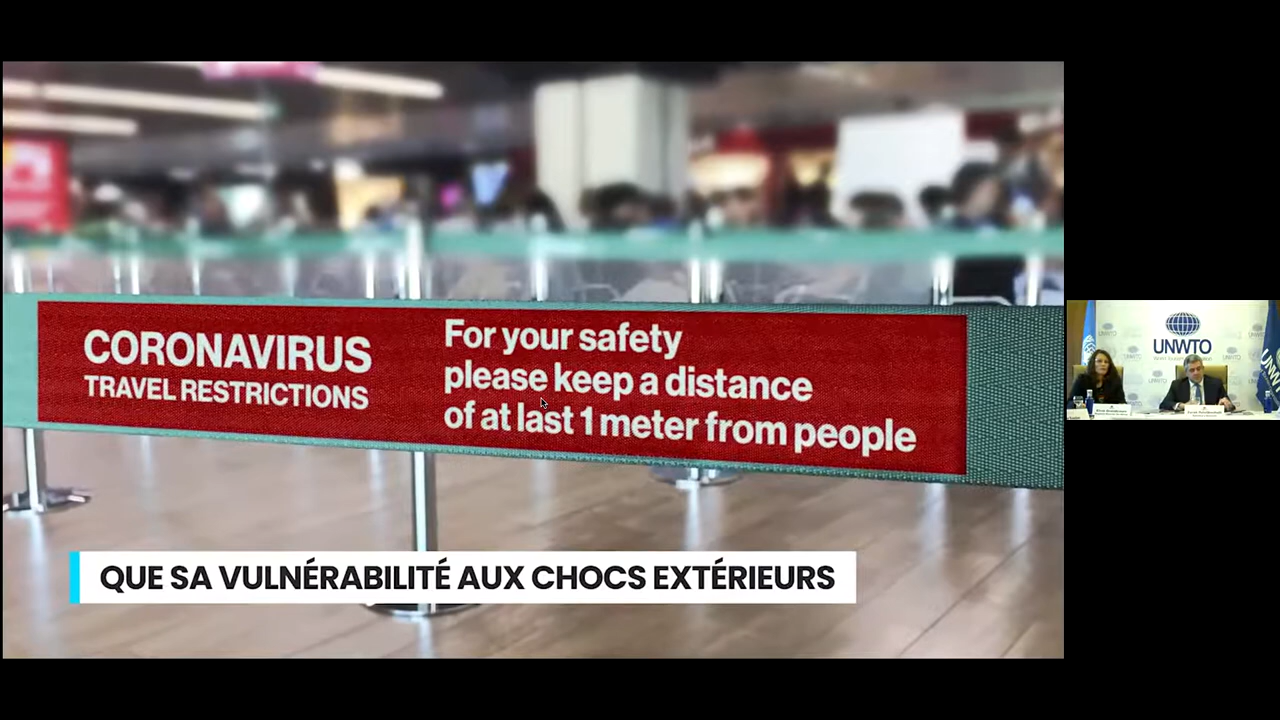 CORONAVIRUS
TRAVEL RESTRICTIONS
For your safety
please keep a distance
of at last 1 meter from people
QUE SA VULNÉRABILITÉ AUX CHOCS EXTÉRIEURS
UNWTO